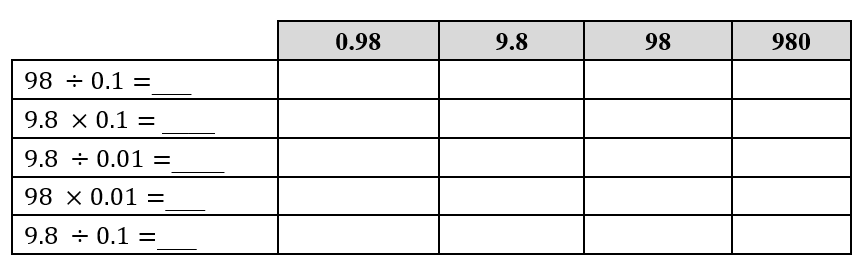 0.98 9.8 98 980
98 ÷ 0.1 =___
9.8 × 0.1 = ____
9.8 ÷ 0.01 =____
98 × 0.01 =___
9.8 ÷ 0.1 =___